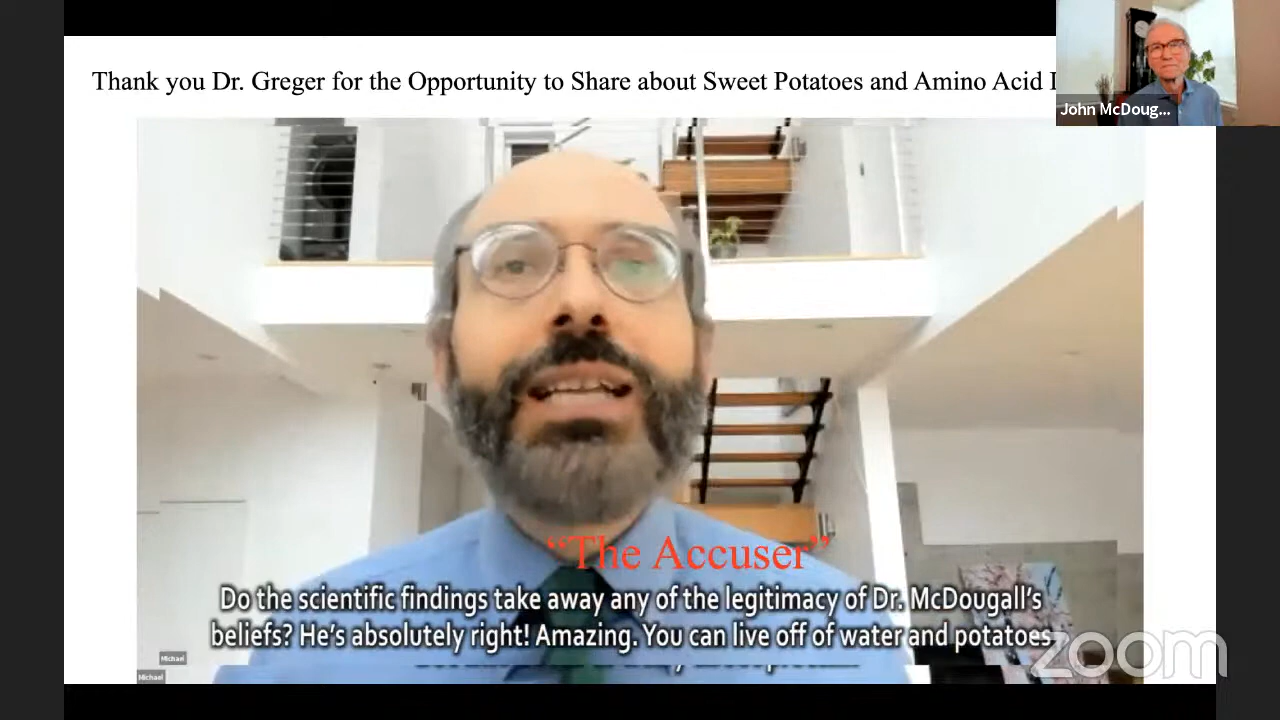 Thank you Dr. Greger for the Opportunity to Share about Sweet Potatoes and Amino Acid
John McDoug...
“The Accuser”
Do the scientific findings take away any of the legitimacy of Dr. McDougall's
beliefs? He's absolutely right! Amazing. You can live off of water and potatoes
Michael
Michael
zoom